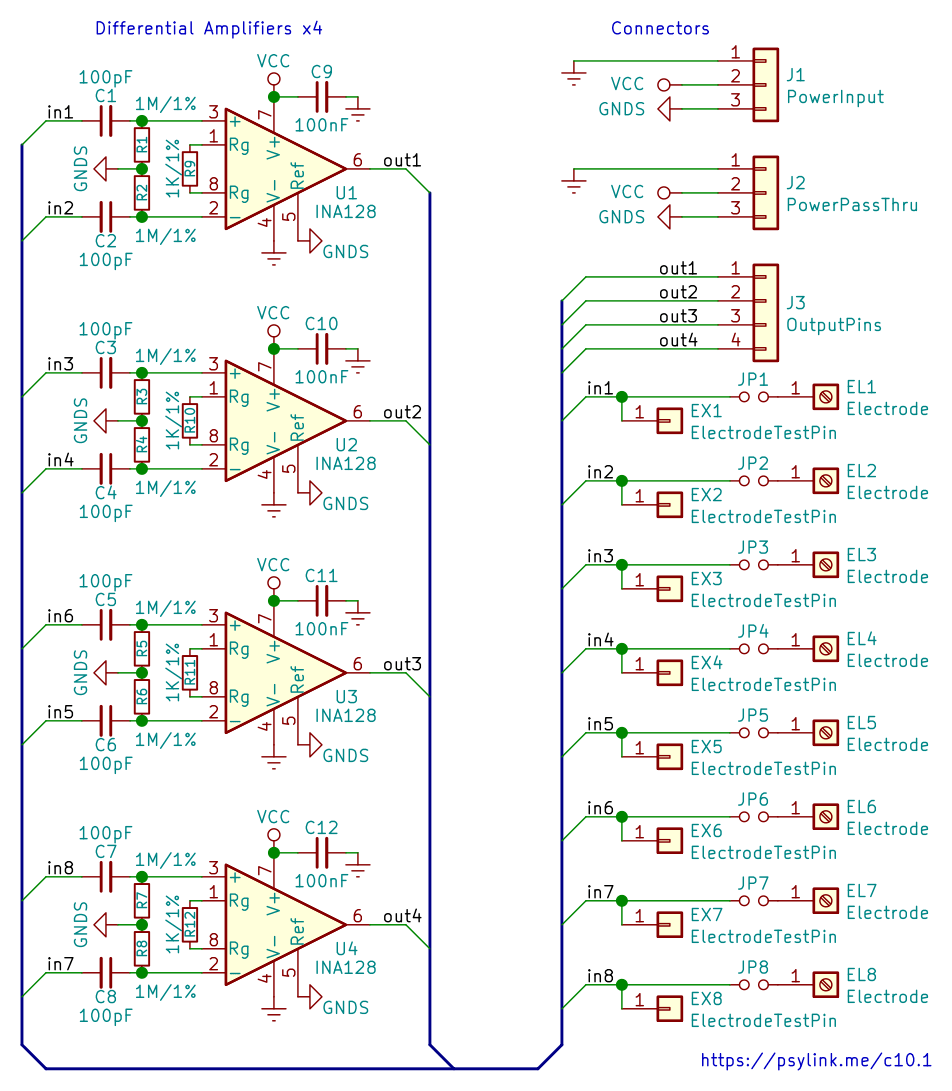 Differential Amplifiers x4
VCC
C9
100nF
100pF
C1
1M/1%
in1
GNDS
R1
R2
1K/1%
R9
in2
C2
100pF
1M/1%
3
1
8
2
+
Rg
Rg
−
7
V+
V-
Ref
4
5
6
out1
U1
INA128
GNDS
VCC
C10
100nF
100pF
C3
1M/1%
in3
GNDS
R3
R4
1K/1%
R10
in4
C4
100pF
1M/1%
3
1
8
2
+
Rg
Rg
−
7
V+
V-
Ref
4
5
6
out2
U2
INA128
GNDS
VCC
C11
100nF
100pF
C5
1M/1%
in6
GNDS
R5
R6
1K/1%
R11
in5
C6
100pF
1M/1%
3
1
8
2
+
Rg
Rg
−
7
V+
V-
Ref
4
5
6
out3
U3
INA128
GNDS
VCC
C12
100nF
100pF
C7
1M/1%
in8
GNDS
R7
R8
1K/1%
R12
in7
C8
100pF
1M/1%
3
1
8
2
+
Rg
Rg
−
7
V+
V-
Ref
4
5
6
out4
U4
INA128
GNDS
Connectors
1
VCC 2
GNDS 3
J1
PowerInput
1
VCC 2
GNDS 3
J2
PowerPassThru
out1 1
out2 2
out3 3
out4 4
J3
OutputPins
in1 JP1 1 EL1
Electrode
1 EX1
ElectrodeTestPin
in2 JP2 1 EL2
Electrode
1 EX2
ElectrodeTestPin
in3 JP3 1 EL3
Electrode
1 EX3
ElectrodeTestPin
in4 JP4 1 EL4
Electrode
1 EX4
ElectrodeTestPin
in5 JP5 1 EL5
Electrode
1 EX5
ElectrodeTestPin
in6 JP6 1 EL6
Electrode
1 EX6
ElectrodeTestPin
in7 JP7 1 EL7
Electrode
1 EX7
ElectrodeTestPin
in8 JP8 1 EL8
Electrode
1 EX8
ElectrodeTestPin
https://psylink.me/c10.1